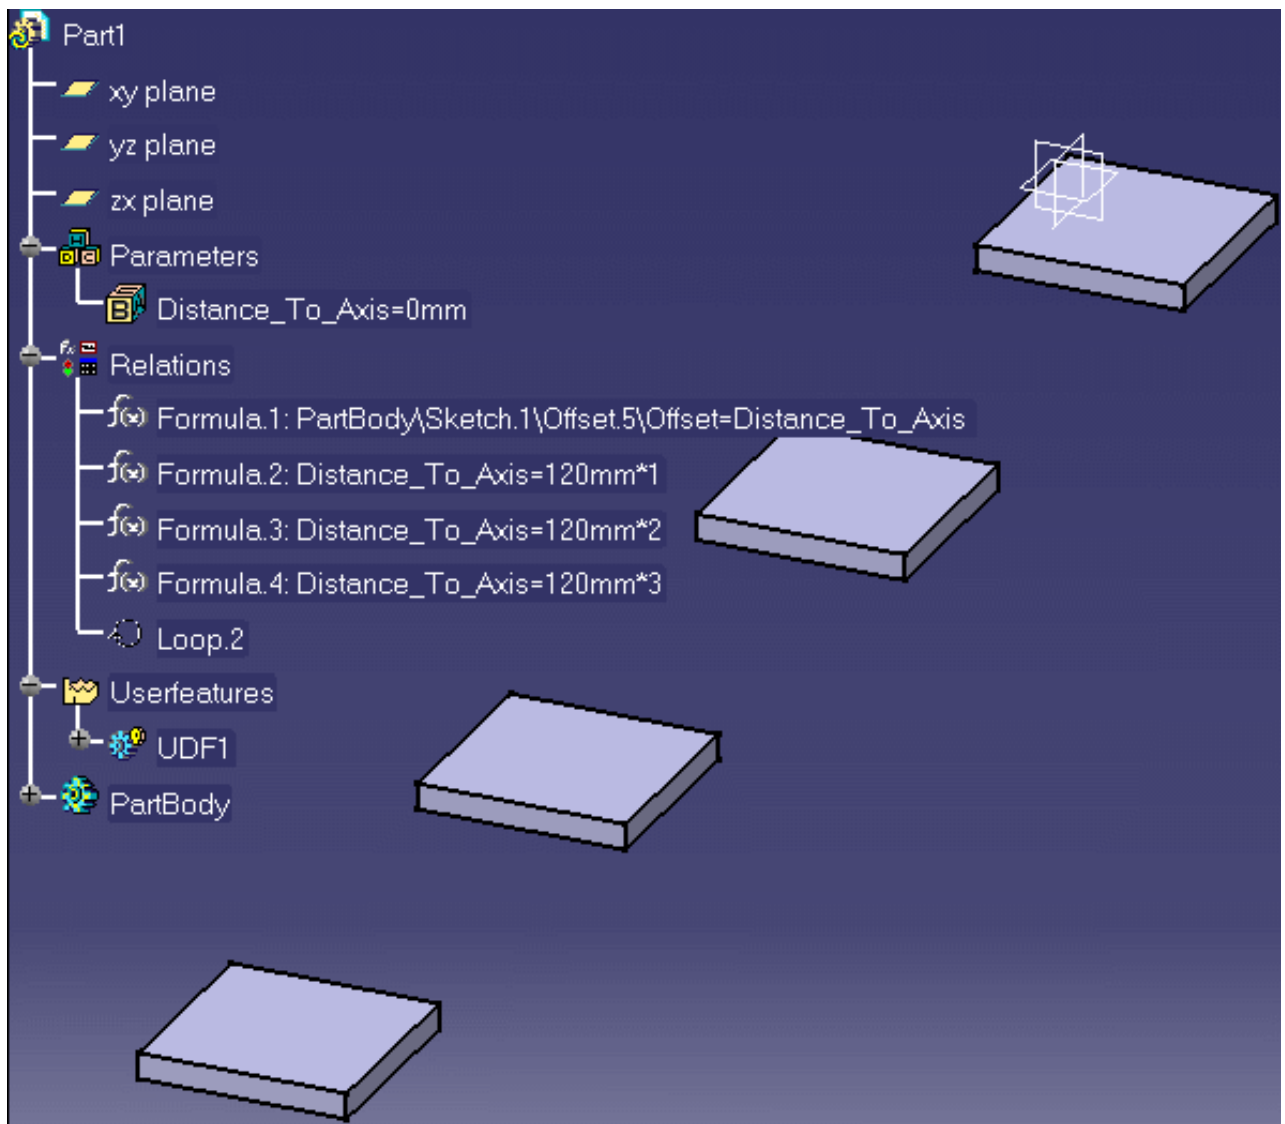 Part1
xy plane
yz plane
zx plane
Parameters
Distance_To_Axis=0mm
Relations
Formula.1: PartBody\Sketch.1\Offset.5\Offset=Distance_To_Axis
Formula.2: Distance_To_Axis=120mm*1
Formula.3: Distance_To_Axis=120mm*2
Formula.4: Distance_To_Axis=120mm*3
Loop.2
Userfeatures
UDF1
PartBody